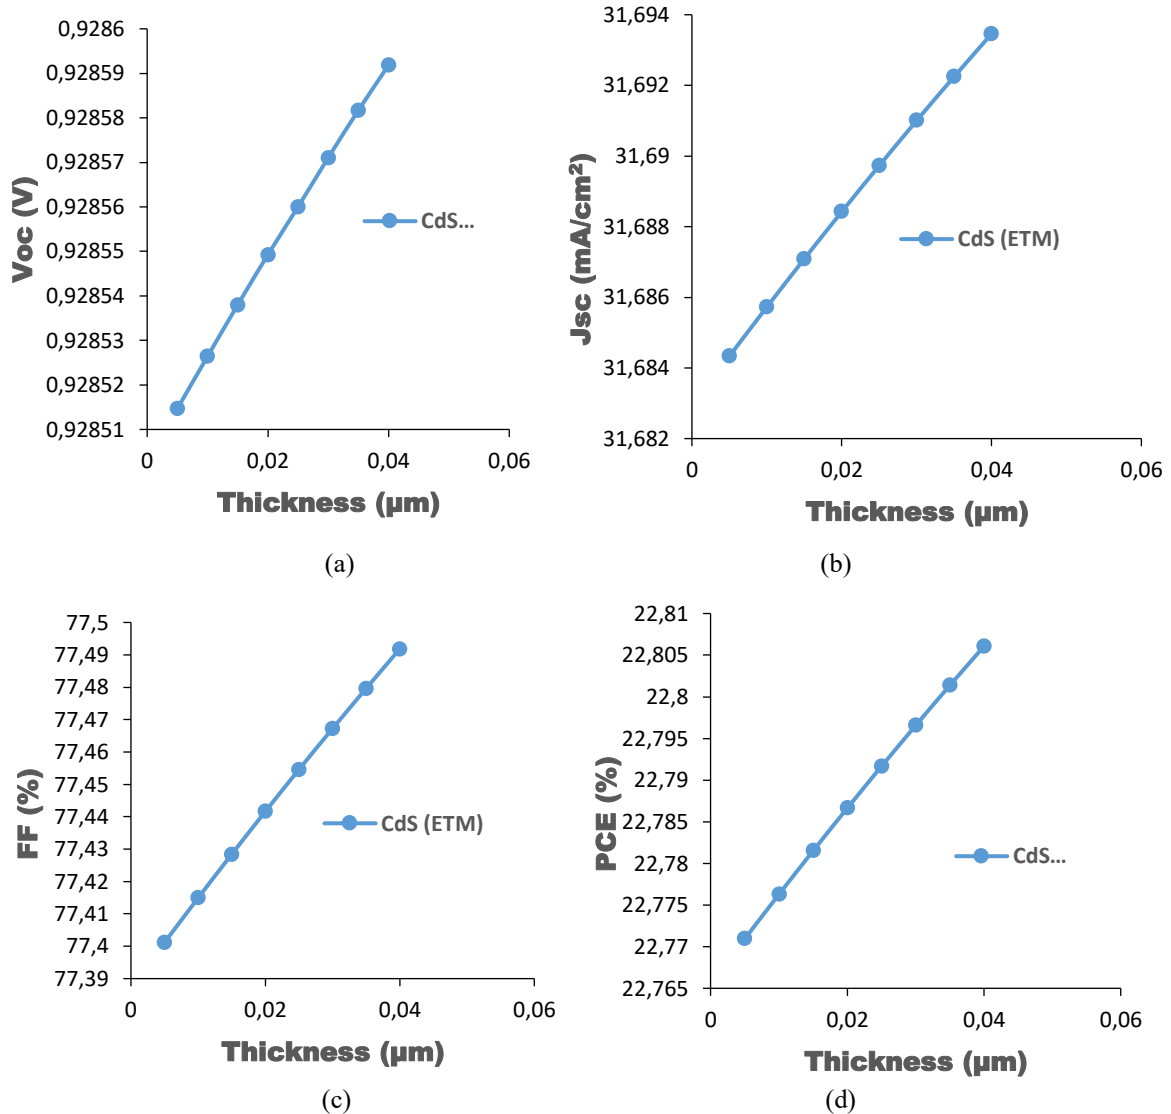 0,9286
0,92859
0,92858
0,92857
0,92856
0,92855
0,92854
0,92853
0,92852
0,92851
0 0,02 0,04 0,06
Voc (V)
Thickness (µm)
CdS...
(a)
31,694
31,692
31,69
31,688
31,686
31,684
31,682
0 0,02 0,04 0,06
Jsc (mA/cm²)
Thickness (µm)
CdS (ETM)
(b)
77,5
77,49
77,48
77,47
77,46
77,45
77,44
77,43
77,42
77,41
77,4
77,39
0 0,02 0,04 0,06
FF (%)
Thickness (µm)
CdS (ETM)
(c)
22,81
22,805
22,8
22,795
22,79
22,785
22,78
22,775
22,77
22,765
0 0,02 0,04 0,06
PCE (%)
Thickness (µm)
CdS...
(d)